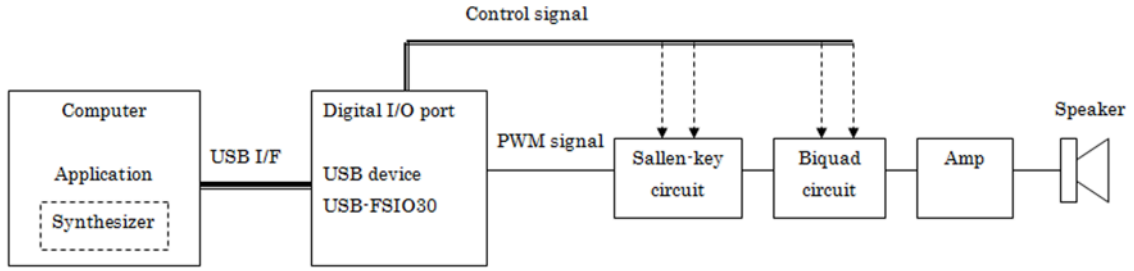 Control signal
Computer
Application
Synthesizer
USB I/F
Digital I/O port
USB device
USB-FSIO30
PWM signal
Sallen-key
circuit
Biquad
circuit
Amp
Speaker